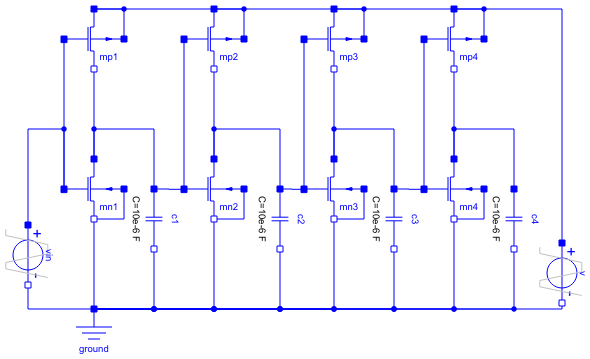 mp1
mp2
mp3
mp4
mn1
C=10e-6 F
c1
mn2
C=10e-6 F
c2
mn3
C=10e-6 F
c3
mn4
C=10e-6 F
c4
+
vin
-
+
v
-
ground